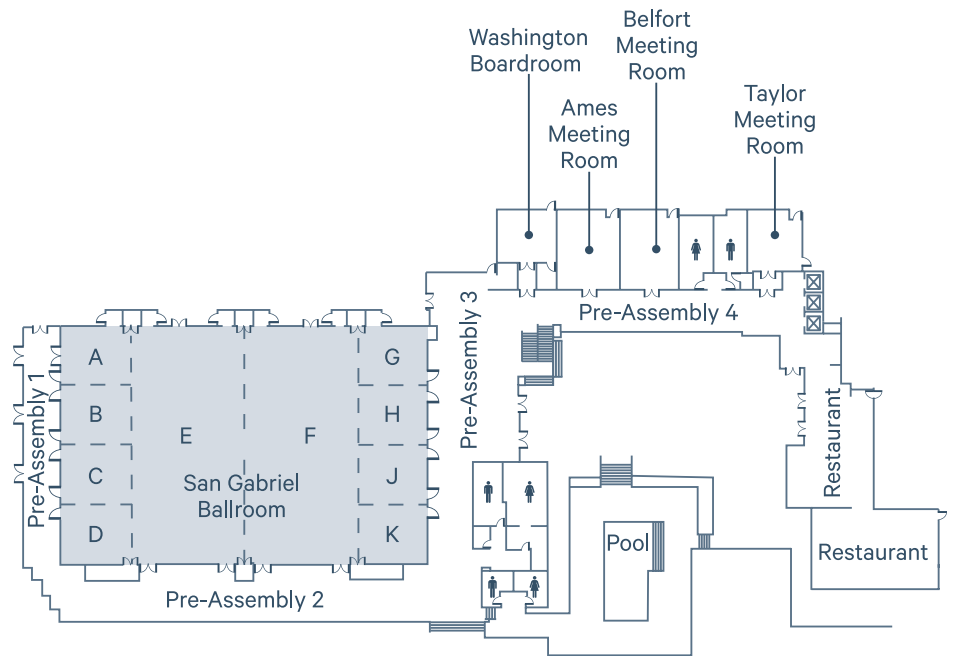 Washington
Boardroom
Belfort
Meeting
Room
Ames
Meeting
Room
Taylor
Meeting
Room
Pre-Assembly 4
Pre-Assembly 3
Pre-Assembly 1
A
G
B
H
E
F
C
J
San Gabriel
Ballroom
D
K
Restaurant
Pool
Restaurant
Pre-Assembly 2